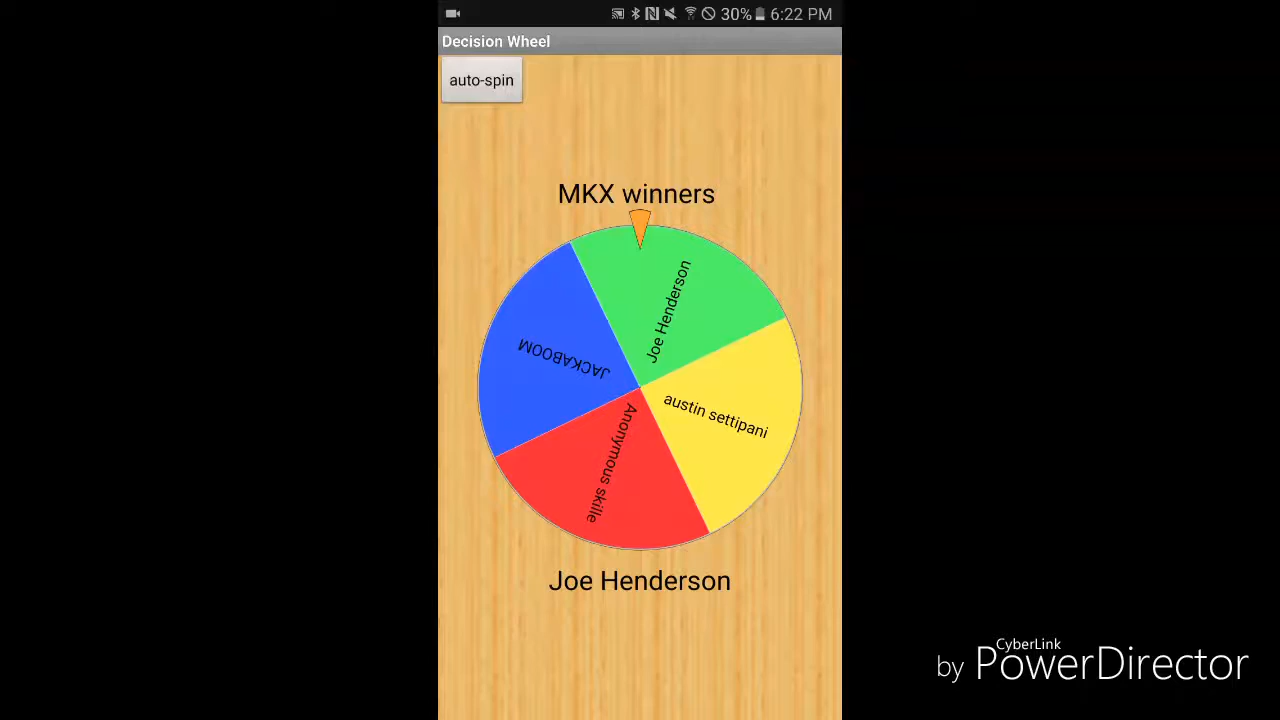 30% 6:22 PM
Decision Wheel
auto-spin
MKX winners
Joe Henderson
JACKABOOM
austin settipani
Anonymous skille
Joe Henderson
CyberLink
by PowerDirector